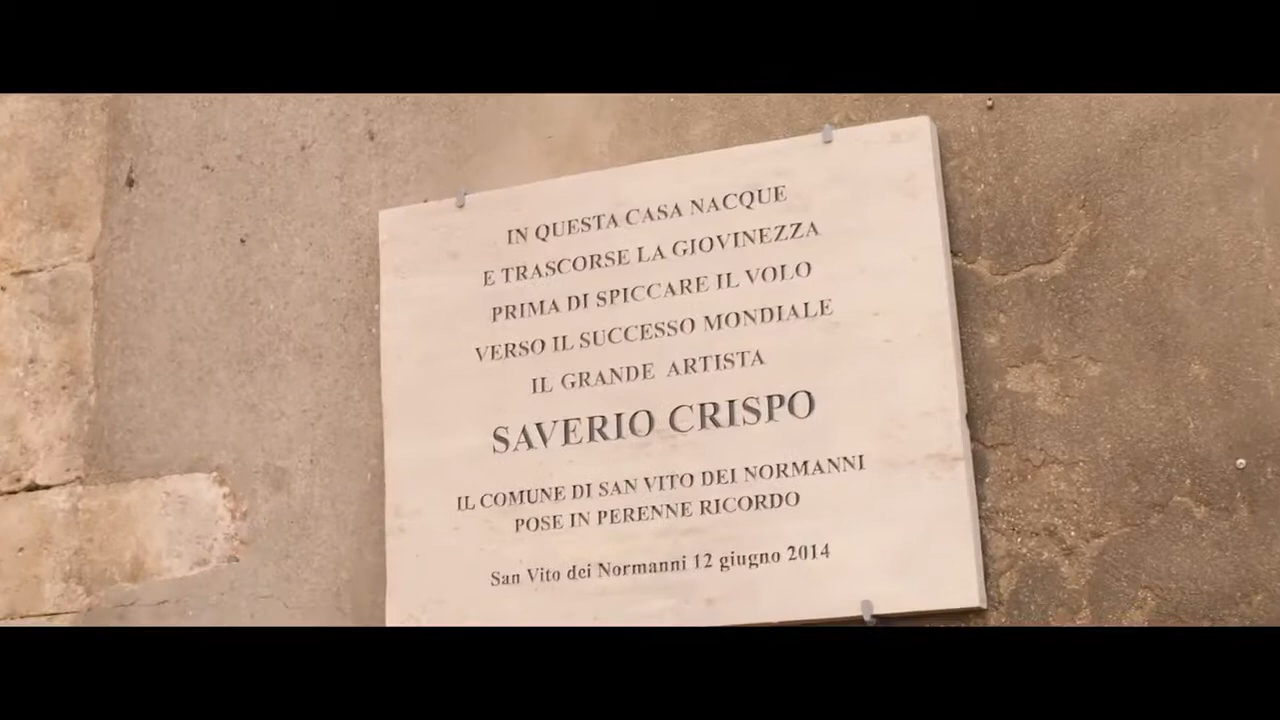 IN QUESTA CASA NACQUE
E TRASCORSE LA GIOVINEZZA
PRIMA DI SPICCARE IL VOLO
VERSO IL SUCCESSO MONDIALE
IL GRANDE ARTISTA
SAVERIO CRISPO
IL COMUNE DI SAN VITO DEI NORMANNI
POSE IN PERENNE RICORDO
San Vito dei Normanni 12 giugno 2014